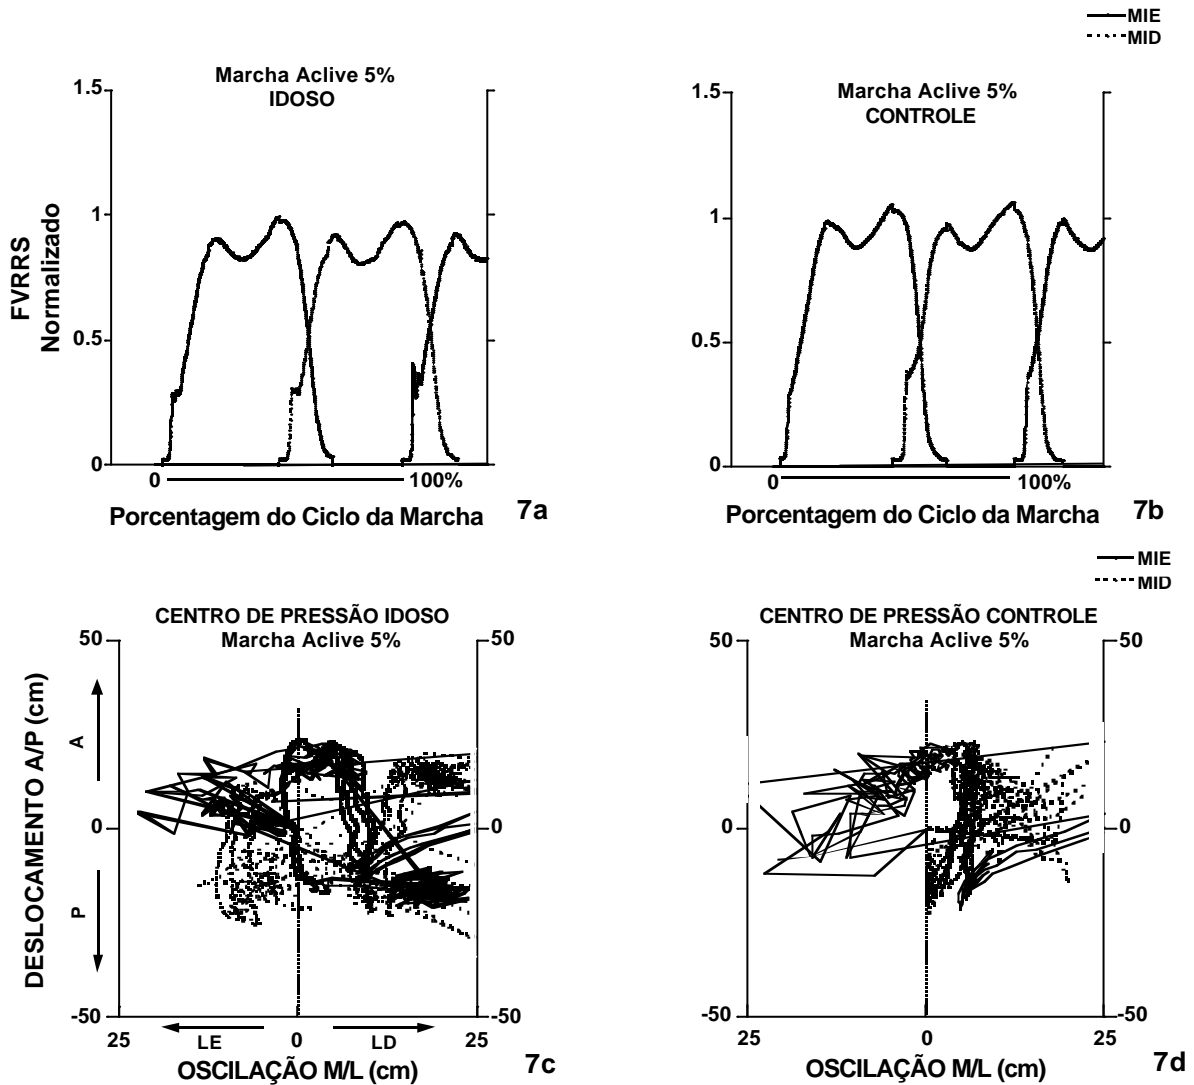 MIE
MID
Marcha Aclive 5%
IDOSO
1.5
1
0.5
0
FVRRS
Normalizado
0
100%
Porcentagem do Ciclo da Marcha
7a
Marcha Aclive 5%
CONTROLE
1.5
1
0.5
0
0
100%
Porcentagem do Ciclo da Marcha
7b
MIE
MID
CENTRO DE PRESSÃO IDOSO
Marcha Aclive 5%
50
50
0
0
-50
-50
DESLOCAMENTO A/P (cm)
A
P
25
LE
0
LD
25
OSCILAÇÃO M/L (cm)
7c
CENTRO DE PRESSÃO CONTROLE
Marcha Aclive 5%
50
50
0
0
-50
-50
25
0
25
OSCILAÇÃO M/L (cm)
7d